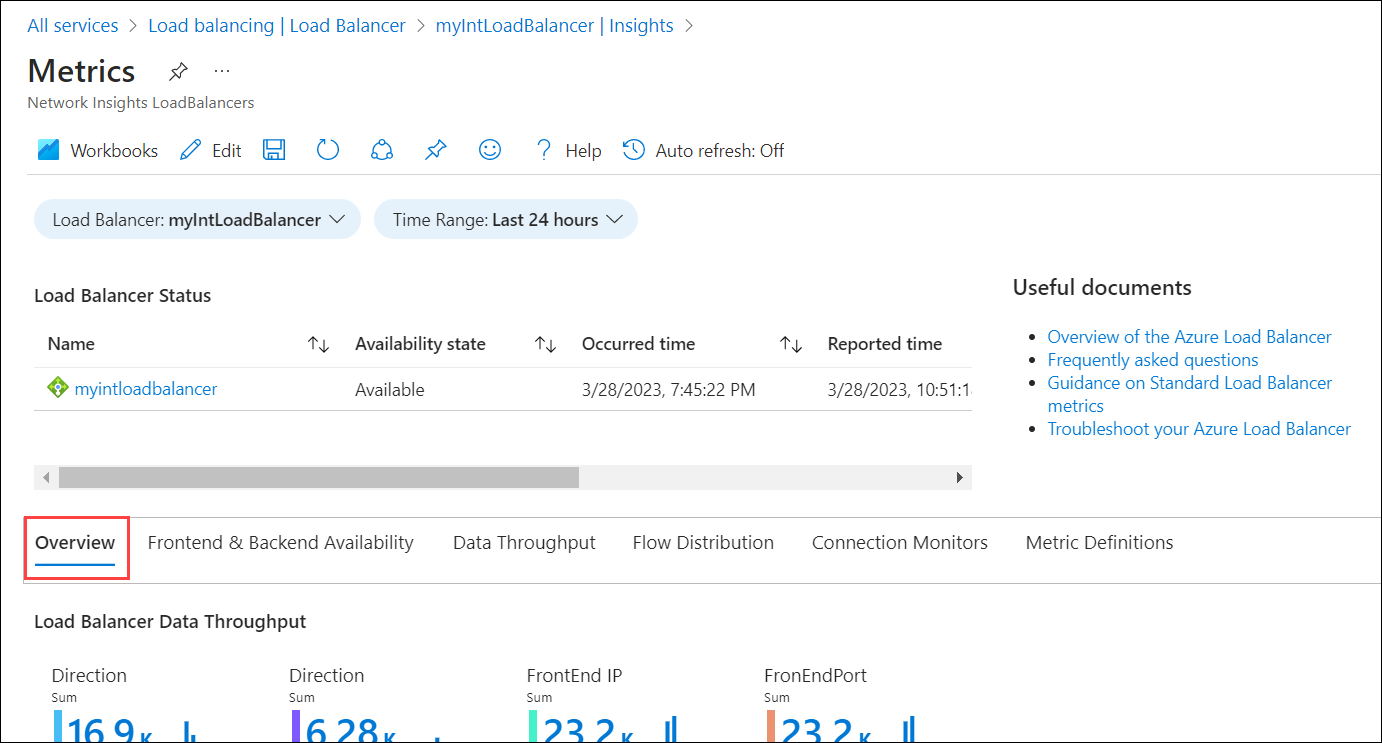 All services > Load balancing | Load Balancer > myIntLoadBalancer | Insights >
Metrics ...
Network Insights LoadBalancers
Workbooks Edit Help Auto refresh: Off
Load Balancer: myIntLoadBalancer Time Range: Last 24 hours
Load Balancer Status
Name Availability state Occurred time Reported time
myintloadbalancer Available 3/28/2023, 7:45:22 PM 3/28/2023, 10:51:1
Useful documents
Overview of the Azure Load Balancer
Frequently asked questions
Guidance on Standard Load Balancer
metrics
Troubleshoot your Azure Load Balancer
Overview Frontend & Backend Availability Data Throughput Flow Distribution Connection Monitors Metric Definitions
Load Balancer Data Throughput
Direction Direction FrontEnd IP FronEndPort
Sum Sum Sum Sum
16.9 K 6.28 K 23.2 K 23.2 K